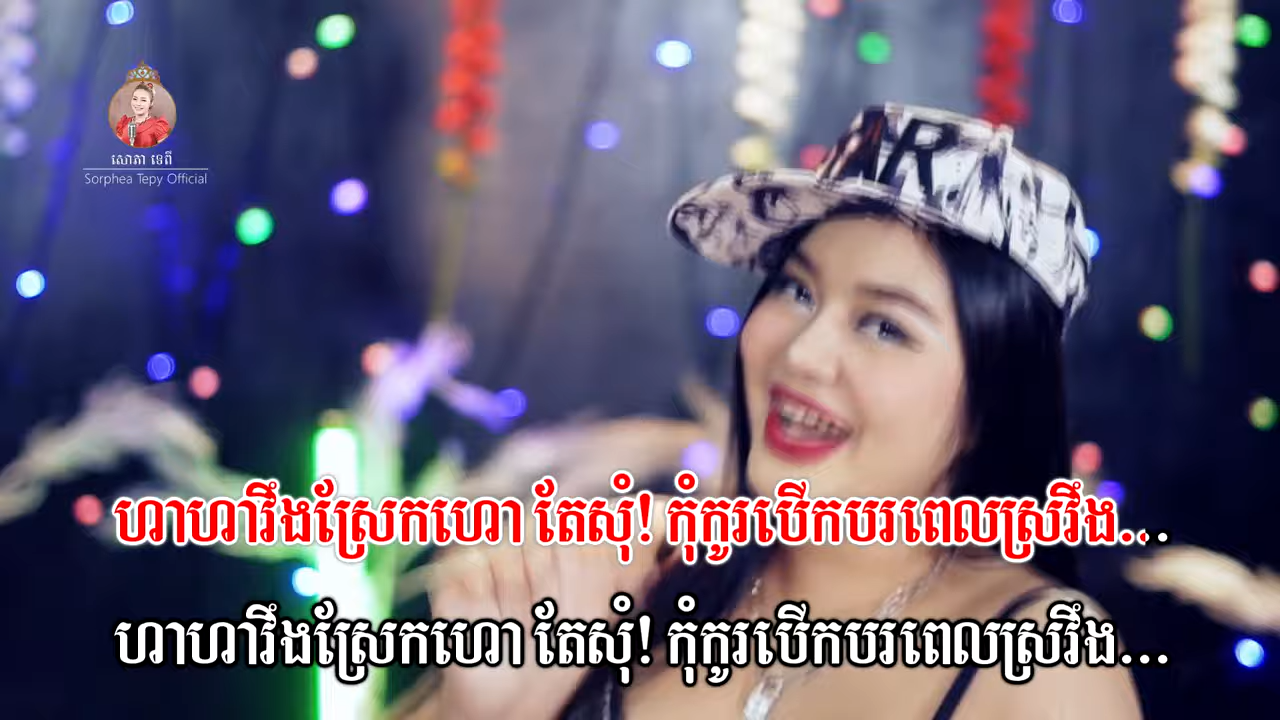 សោភា ទេពី
Sorphea Tepy Official
ហាហាវឹងស្រែកហោ តែសុំ! កុំកូរបើកបរពេលស្រវឹង...
ហាហាវឹងស្រែកហោ តែសុំ! កុំកូរបើកបរពេលស្រវឹង...